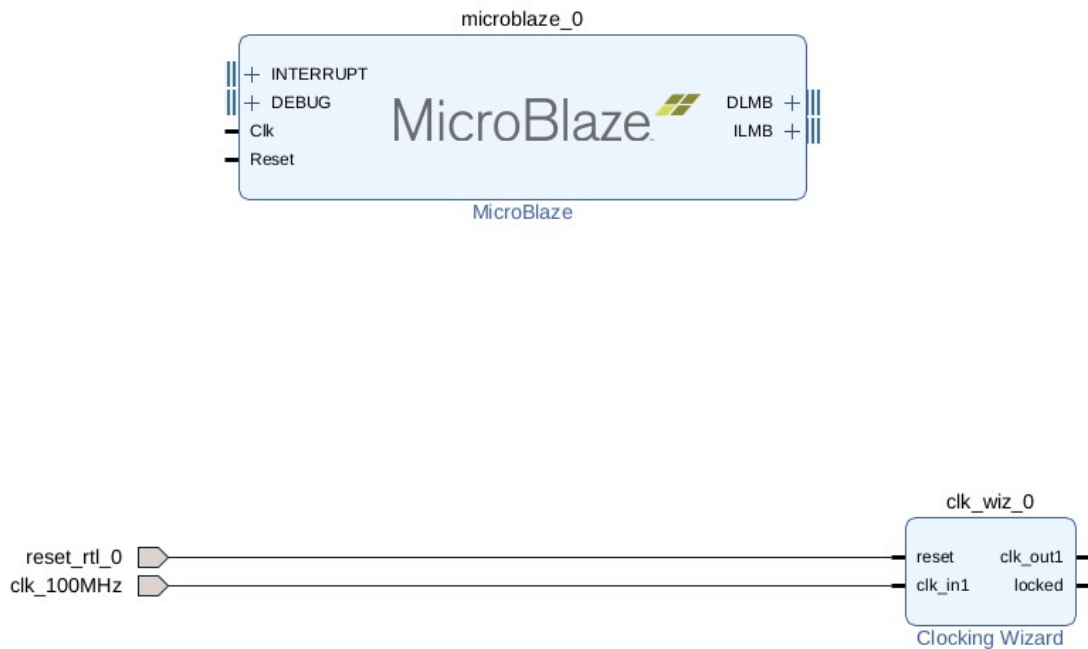 microblaze_0
INTERRUPT
DEBUG
Clk
Reset
MicroBlaze
DLMB
ILMB
MicroBlaze
clk_wiz_0
reset_rtl_0
clk_100MHz
reset
clk_in1
clk_out1
locked
Clocking Wizard